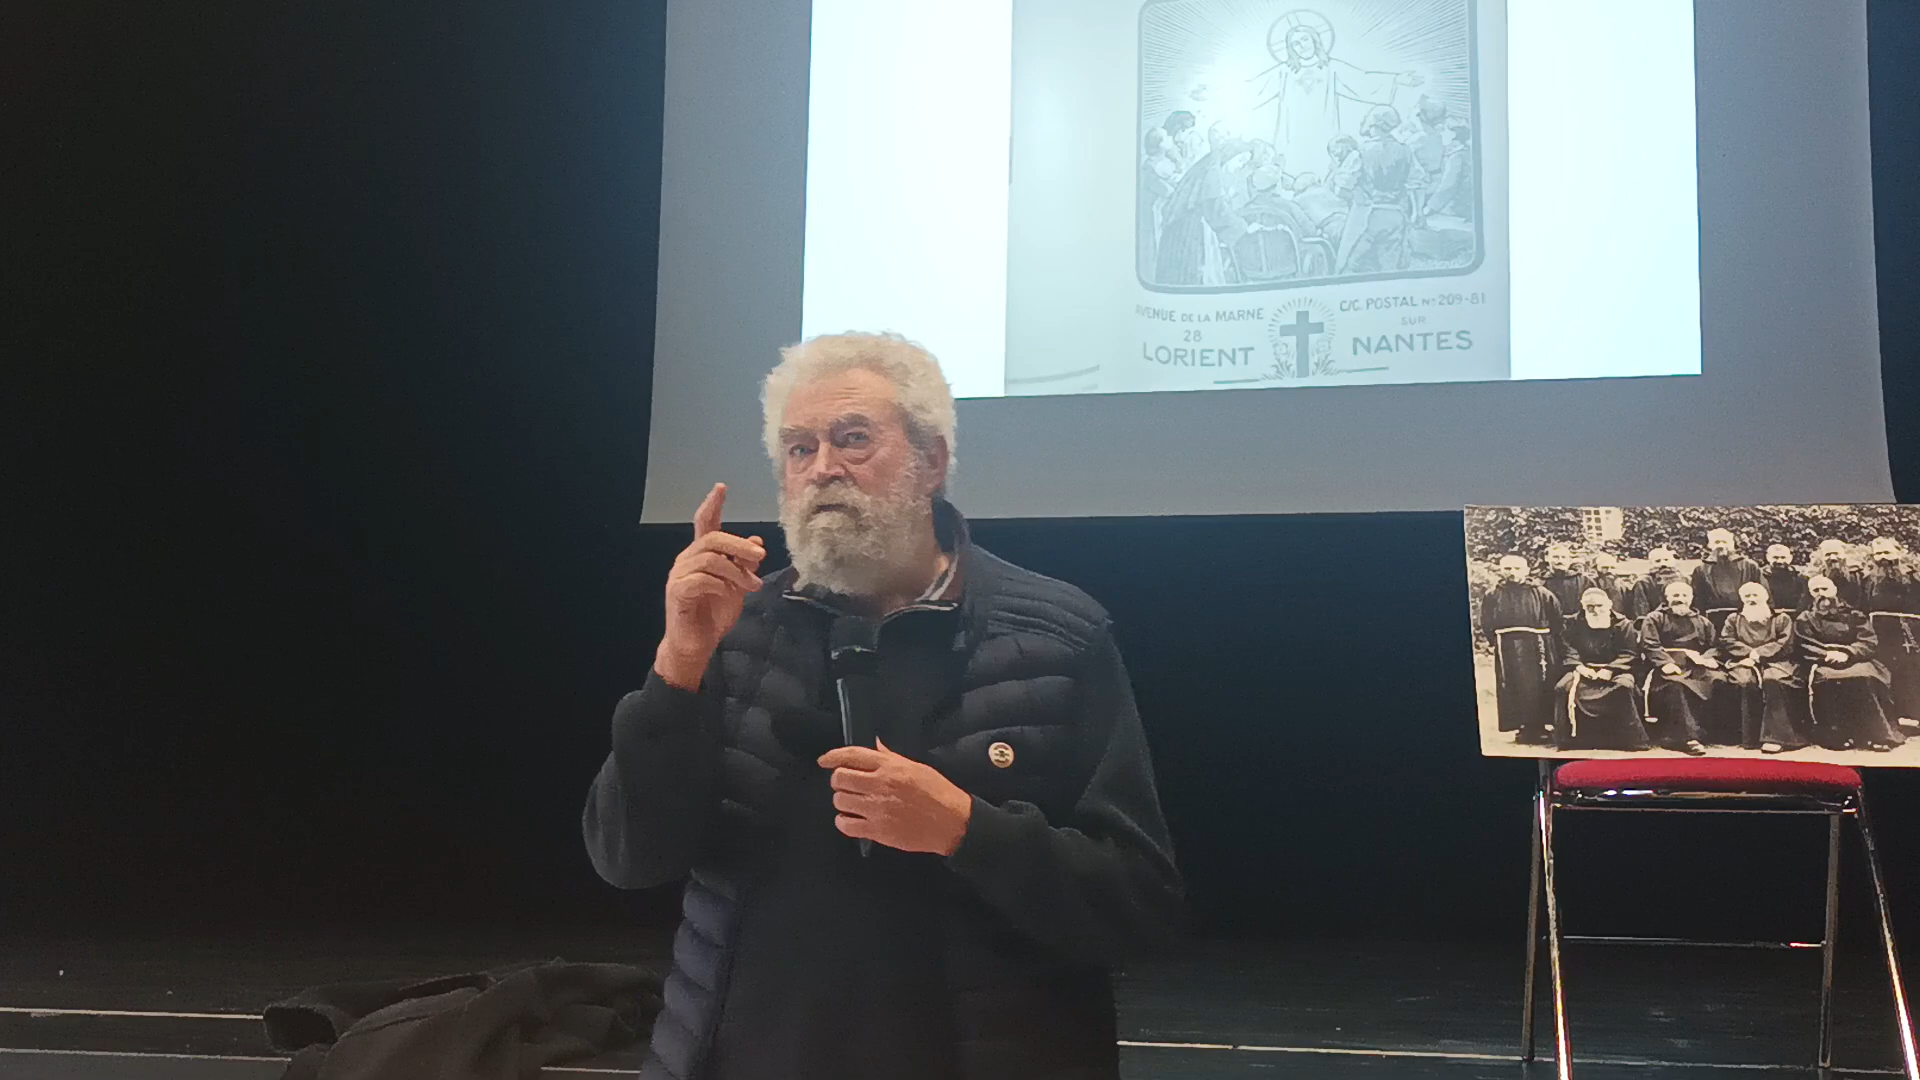 AVENUE DE LA MARNE
28
LORIENT
C/C. POSTAL N° 209-81
SUR
NANTES